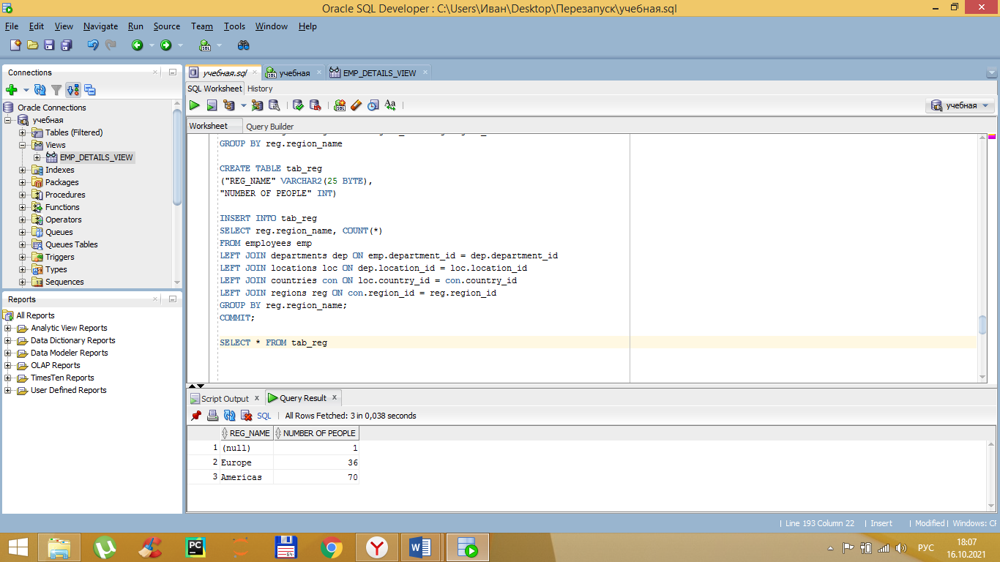 Oracle SQL Developer : C:\Users\Иван\Desktop\Перезапуск\учебная.sql
File Edit View Navigate Run Source Team Tools Window Help
Connections
Oracle Connections
учебная
Tables (Filtered)
Views
EMP_DETAILS_VIEW
Indexes
Packages
Procedures
Functions
Operators
Queues
Queues Tables
Triggers
Types
Sequences
Reports
All Reports
Analytic View Reports
Data Dictionary Reports
Data Modeler Reports
OLAP Reports
TimesTen Reports
User Defined Reports
учебная.sql учебная EMP_DETAILS_VIEW
SQL Worksheet History
учебная
Worksheet Query Builder
GROUP BY reg.region_name
CREATE TABLE tab_reg
("REG_NAME" VARCHAR2(25 BYTE),
"NUMBER OF PEOPLE" INT)
INSERT INTO tab_reg
SELECT reg.region_name, COUNT(*)
FROM employees emp
LEFT JOIN departments dep ON emp.department_id = dep.department_id
LEFT JOIN locations loc ON dep.location_id = loc.location_id
LEFT JOIN countries con ON loc.country_id = con.country_id
LEFT JOIN regions reg ON con.region_id = reg.region_id
GROUP BY reg.region_name;
COMMIT;
SELECT * FROM tab_reg
Script Output Query Result
SQL | All Rows Fetched: 3 in 0,038 seconds
REG_NAME NUMBER OF PEOPLE
1 (null) 1
2 Europe 36
3 Americas 70
| Line 193 Column 22 | Insert | Modified | Windows: CF
РУС
18:07
16.10.2021